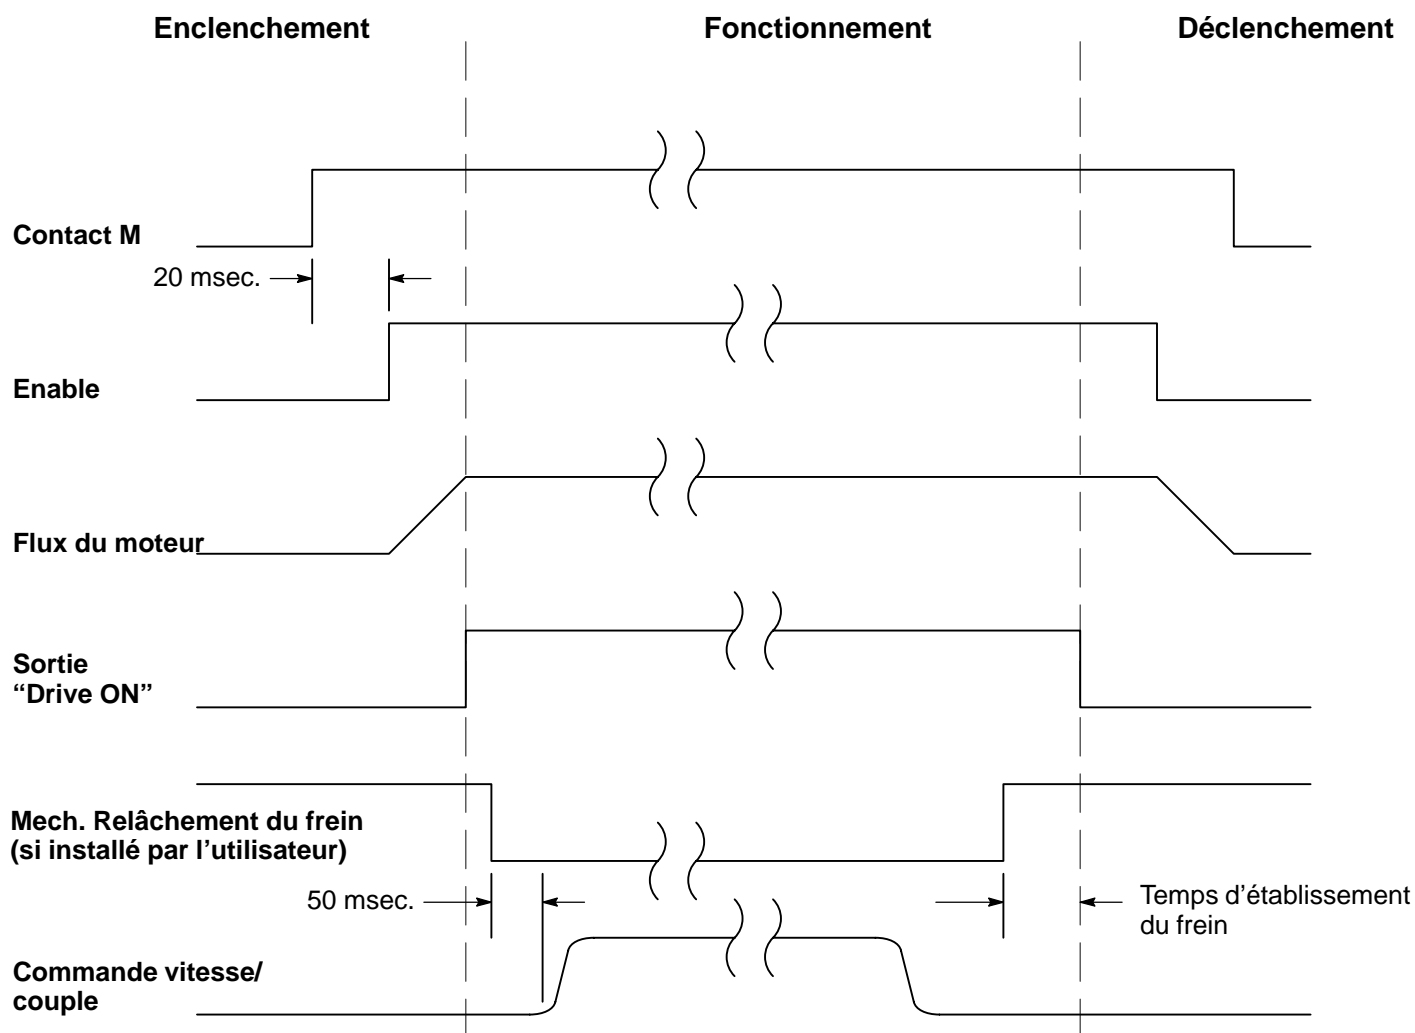 Enclenchement
Fonctionnement
Déclenchement
Contact M
20 msec.
Enable
Flux du moteur
Sortie
“Drive ON”
Mech. Relâchement du frein
(si installé par l’utilisateur)
50 msec.
Temps d’établissement
du frein
Commande vitesse/
couple